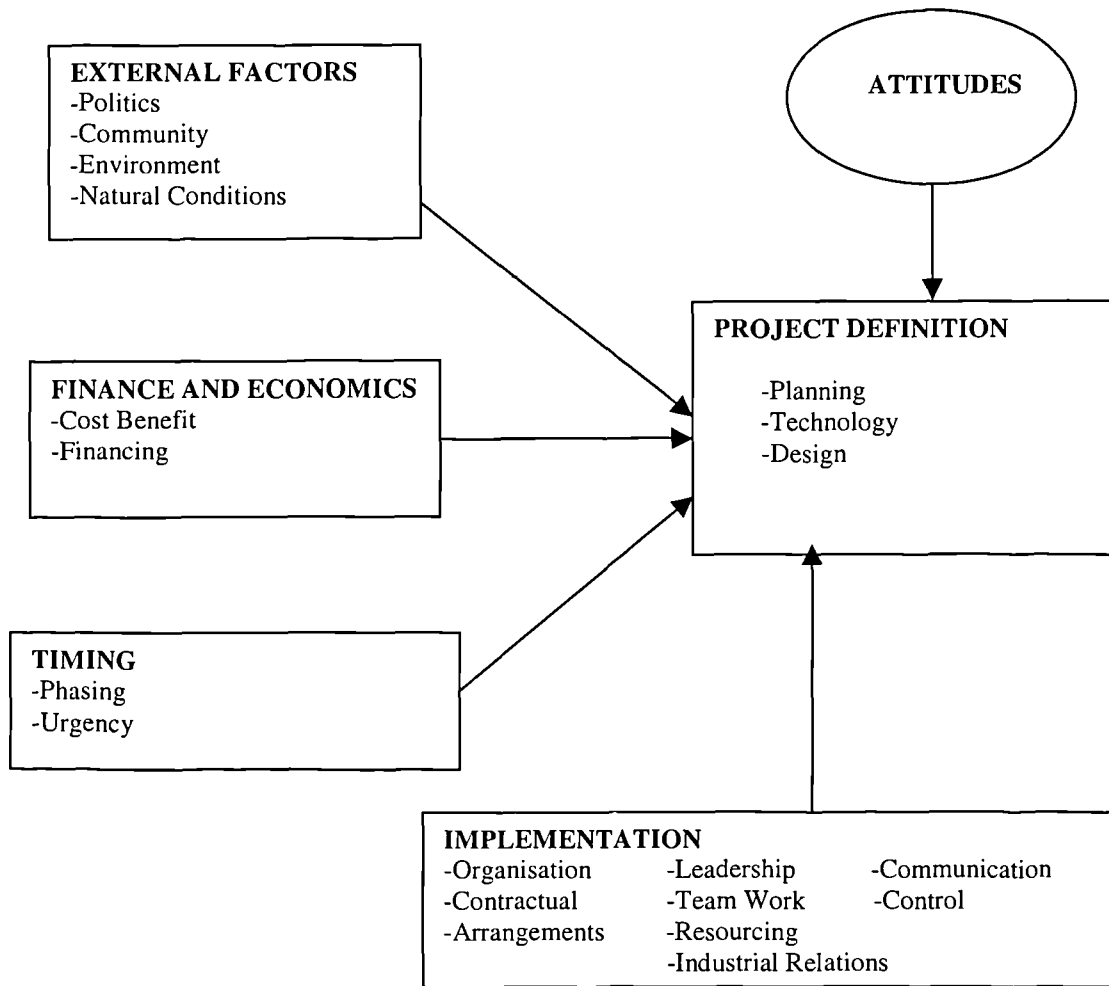 EXTERNAL FACTORS
-Politics
-Community
-Environment
-Natural Conditions
ATTITUDES
PROJECT DEFINITION
-Planning
-Technology
-Design
FINANCE AND ECONOMICS
-Cost Benefit
-Financing
TIMING
-Phasing
-Urgency
IMPLEMENTATION
-Organisation -Leadership -Communication
-Contractual -Team Work -Control
-Arrangements -Resourcing
-Industrial Relations